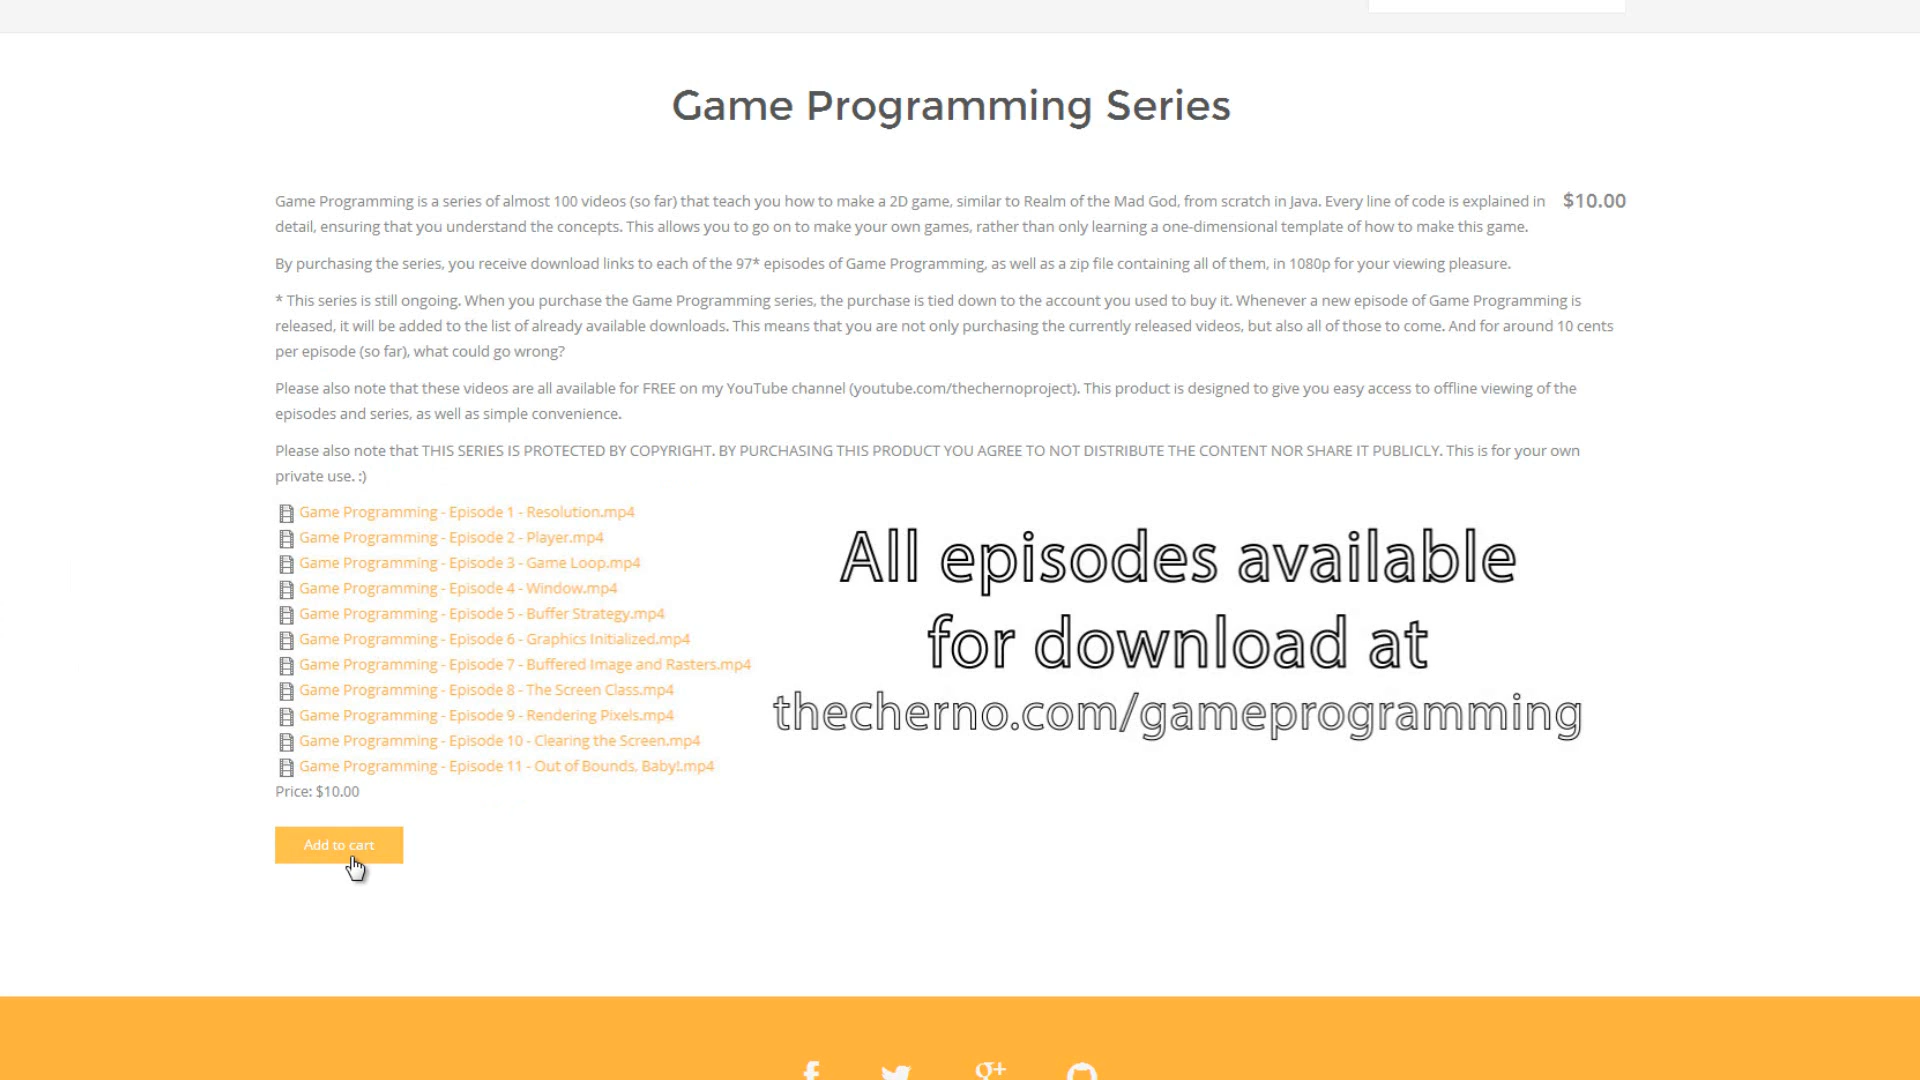 Game Programming Series
Game Programming is a series of almost 100 videos (so far) that teach you how to make a 2D game, similar to Realm of the Mad God, from scratch in Java. Every line of code is explained in
$10.00
detail, ensuring that you understand the concepts. This allows you to go on to make your own games, rather than only learning a one-dimensional template of how to make this game.
By purchasing the series, you receive download links to each of the 97* episodes of Game Programming, as well as a zip file containing all of them, in 1080p for your viewing pleasure.
* This series is still ongoing. When you purchase the Game Programming series, the purchase is tied down to the account you used to buy it. Whenever a new episode of Game Programming is
released, it will be added to the list of already available downloads. This means that you are not only purchasing the currently released videos, but also all of those to come. And for around 10 cents
per episode (so far), what could go wrong?
Please also note that these videos are all available for FREE on my YouTube channel (youtube.com/thechernoproject). This product is designed to give you easy access to offline viewing of the
episodes and series, as well as simple convenience.
Please also note that THIS SERIES IS PROTECTED BY COPYRIGHT. BY PURCHASING THIS PRODUCT YOU AGREE TO NOT DISTRIBUTE THE CONTENT NOR SHARE IT PUBLICLY. This is for your own
private use. :)
Game Programming - Episode 1 - Resolution.mp4
Game Programming - Episode 2 - Player.mp4
Game Programming - Episode 3 - Game Loop.mp4
Game Programming - Episode 4 - Window.mp4
Game Programming - Episode 5 - Buffer Strategy.mp4
Game Programming - Episode 6 - Graphics Initialized.mp4
Game Programming - Episode 7 - Buffered Image and Rasters.mp4
Game Programming - Episode 8 - The Screen Class.mp4
Game Programming - Episode 9 - Rendering Pixels.mp4
Game Programming - Episode 10 - Clearing the Screen.mp4
Game Programming - Episode 11 - Out of Bounds, Baby!.mp4
Price: $10.00
Add to cart
All episodes available
for download at
thecherno.com/gameprogramming